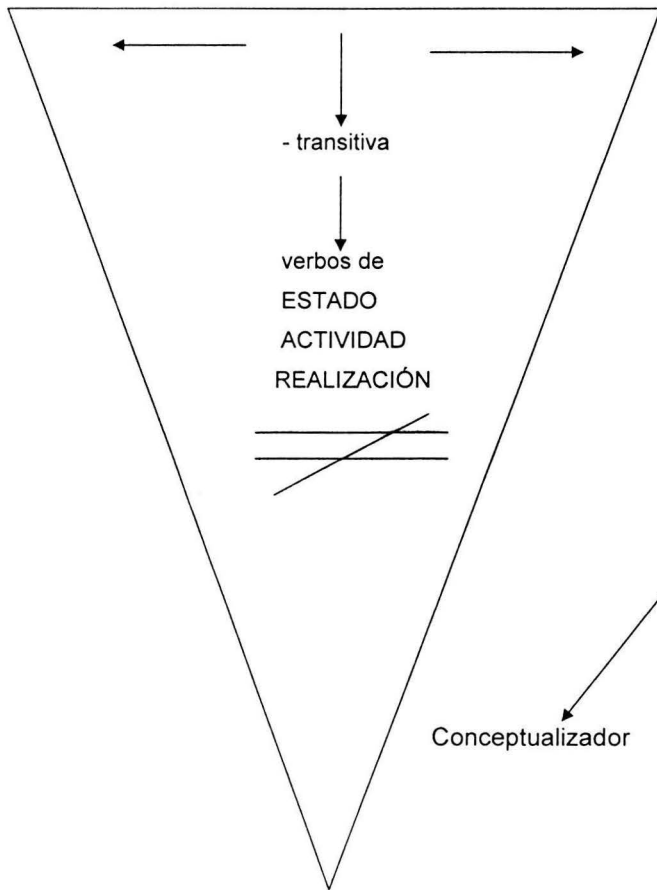 - transitiva
verbos de
ESTADO
ACTIVIDAD
REALIZACIÓN
Conceptualizador